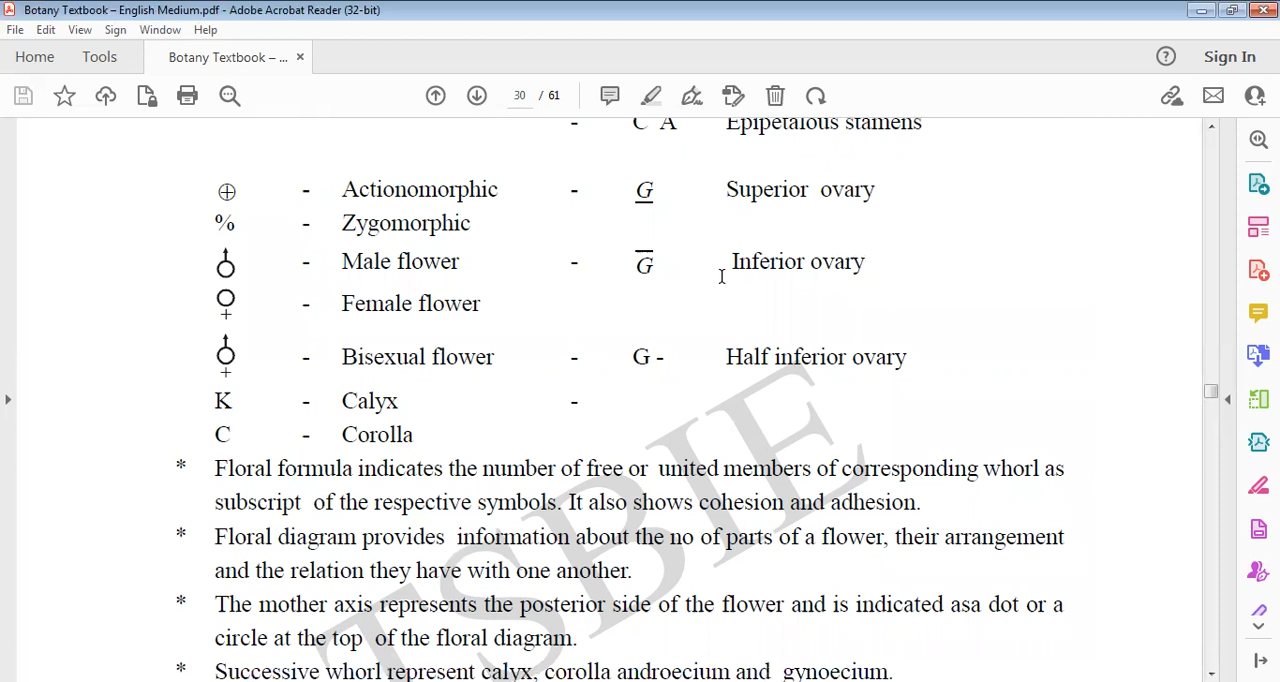 Botany Textbook – English Medium.pdf - Adobe Acrobat Reader (32-bit)
File Edit View Sign Window Help
Home Tools Botany Textbook – ... × Sign In
30 / 61
- C A Epipetalous stamens
⊕ - Actionomorphic - G Superior ovary
% - Zygomorphic
- Male flower - G Inferior ovary
- Female flower
- Bisexual flower - G - Half inferior ovary
K - Calyx -
C - Corolla
* Floral formula indicates the number of free or united members of corresponding whorl as
subscript of the respective symbols. It also shows cohesion and adhesion.
* Floral diagram provides information about the no of parts of a flower, their arrangement
and the relation they have with one another.
* The mother axis represents the posterior side of the flower and is indicated asa dot or a
circle at the top of the floral diagram.
* Successive whorl represent calyx, corolla androecium and gynoecium.
TSBIE